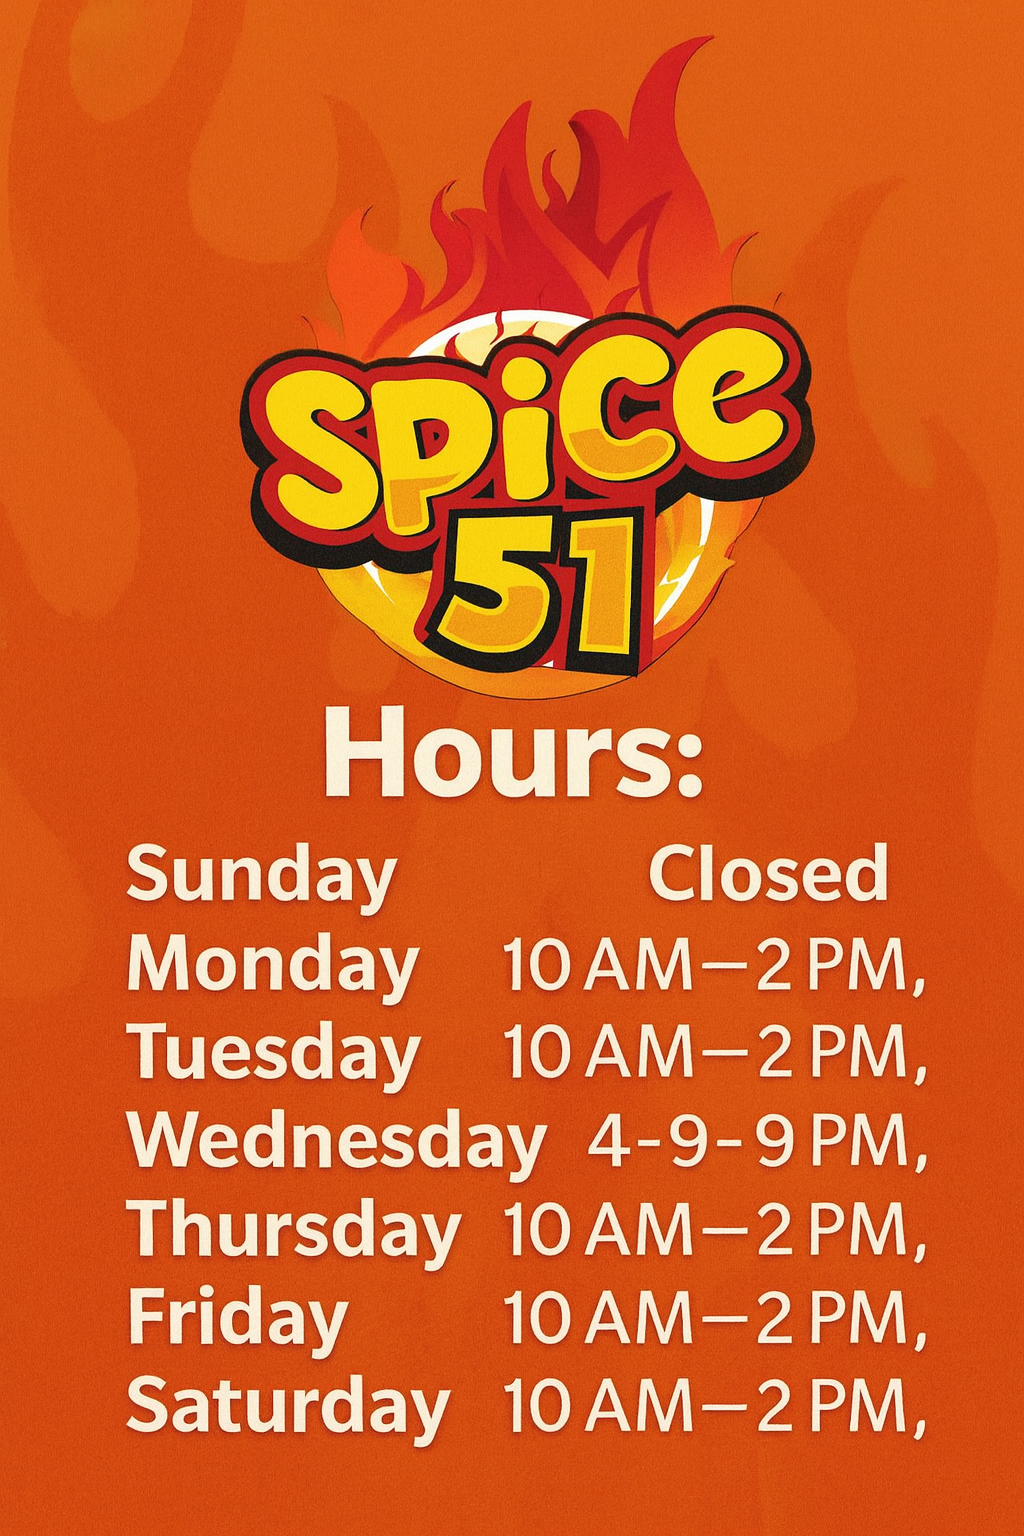 SPiCe
51
Hours:
Sunday Closed
Monday 10 AM–2 PM,
Tuesday 10 AM–2 PM,
Wednesday 4-9-9 PM,
Thursday 10 AM–2 PM,
Friday 10 AM–2 PM,
Saturday 10 AM–2 PM,